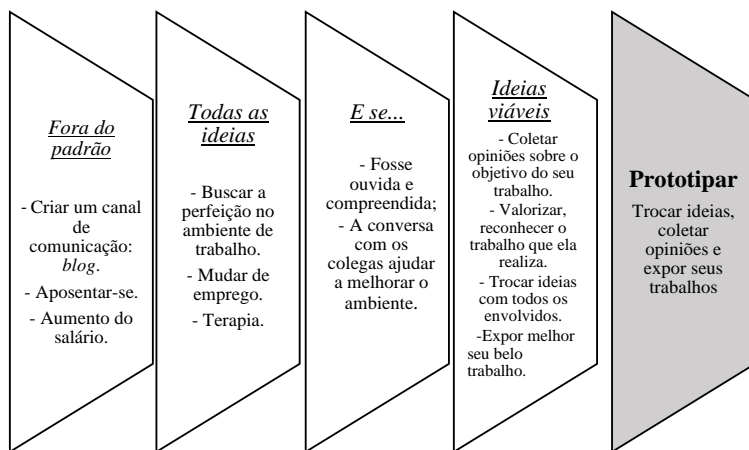 Fora do
padrão
- Criar um canal
de
comunicação:
blog.
- Aposentar-se.
- Aumento do
salário.
Todas as
ideias
- Buscar a
perfeição no
ambiente de
trabalho.
- Mudar de
emprego.
- Terapia.
E se...
- Fosse
ouvida e
compreendida;
- A conversa
com os
colegas ajudar
a melhorar o
ambiente.
Ideias
viáveis
- Coletar
opiniões sobre o
objetivo do seu
trabalho.
- Valorizar,
reconhecer o
trabalho que ela
realiza.
- Trocar ideias
com todos os
envolvidos.
-Expor melhor
seu belo
trabalho.
Prototipar
Trocar ideias,
coletar
opiniões e
expor seus
trabalhos